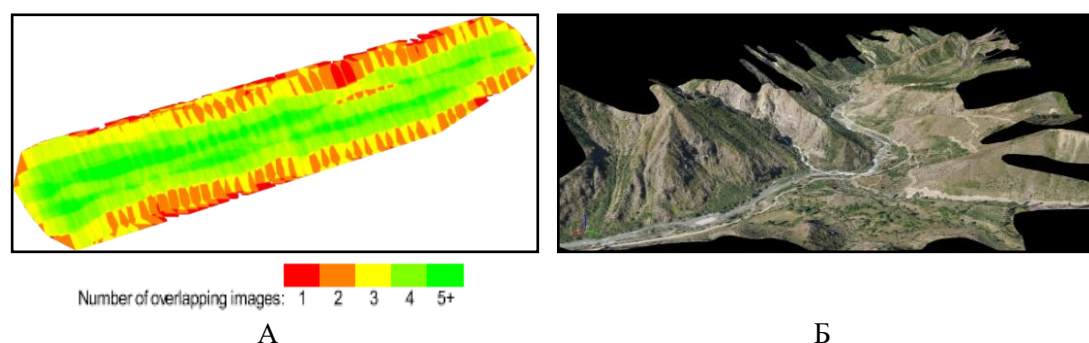 Number of overlapping images: 1 2 3 4 5+
А Б